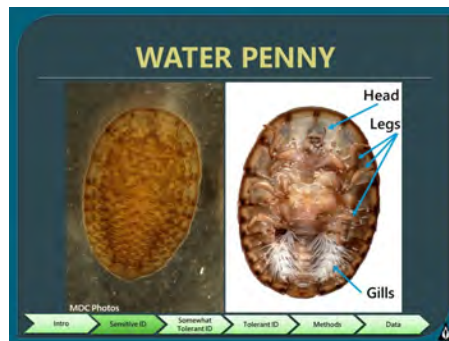 WATER PENNY
Head
Legs
Gills
MDC Photos
Intro
Sensitive ID
Somewhat
Tolerant ID
Tolerant ID
Methods
Data